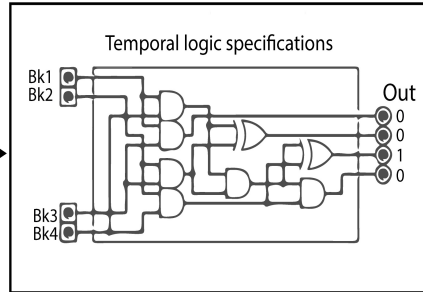 Temporal logic specifications
Bk1
Bk2
Out
0
0
1
0
Bk3
Bk4